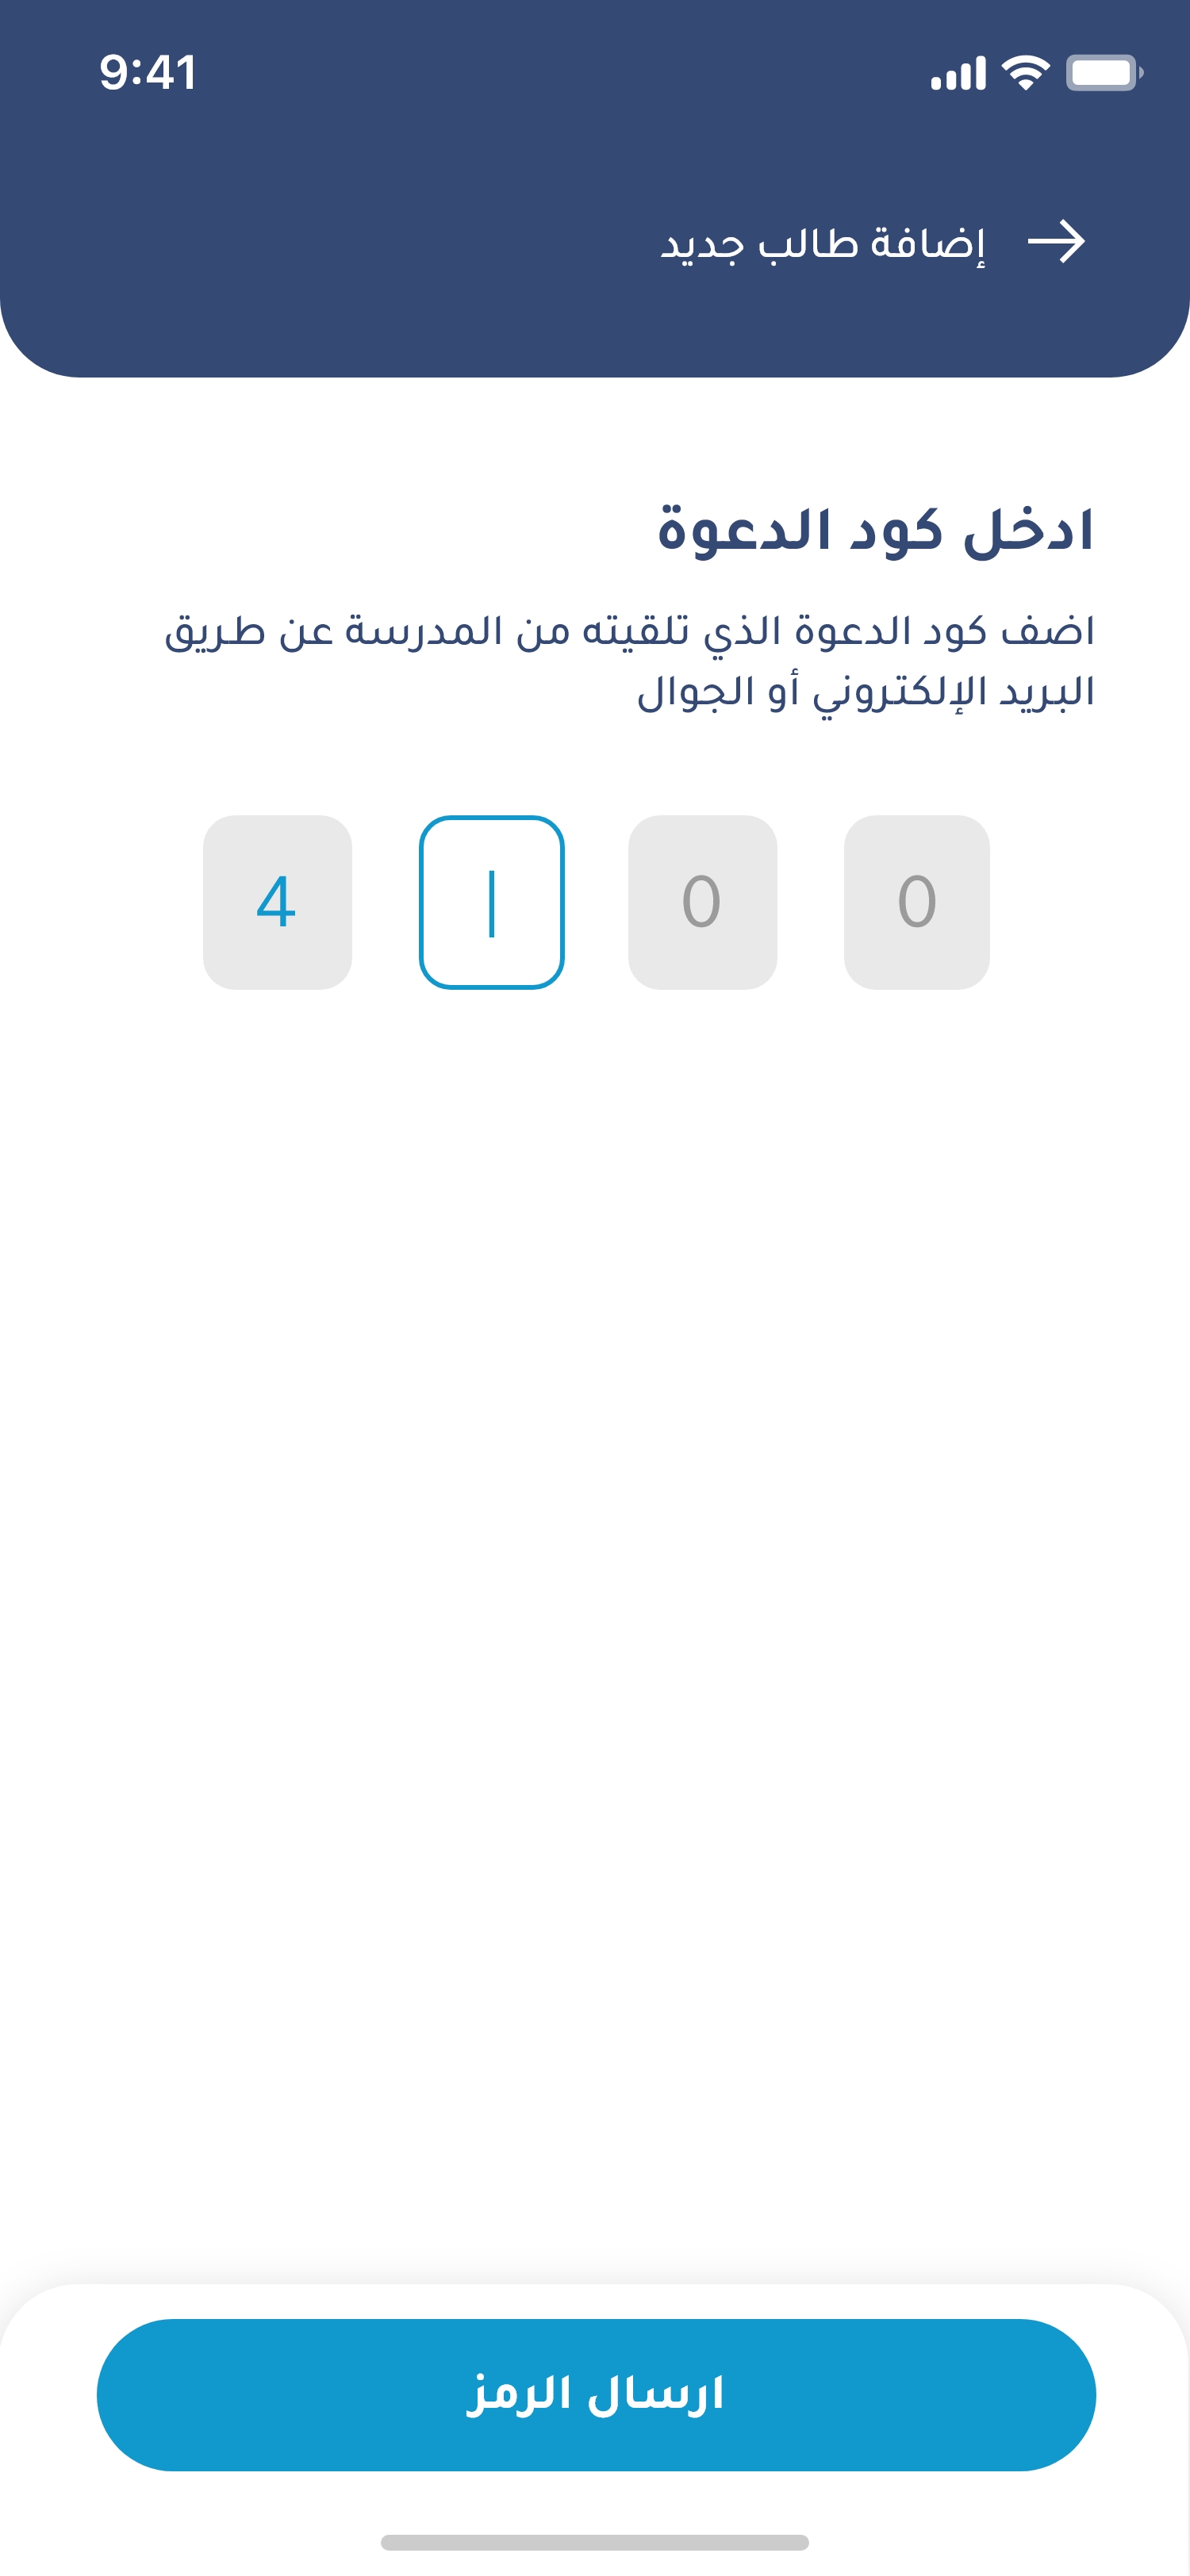 9:41
إضافة طالب جديد
ادخل كود الدعوة
اضف كود الدعوة الذي تلقيته من المدرسة عن طريق
البريد الإلكتروني أو الجوال
4 0 0
ارسال الرمز